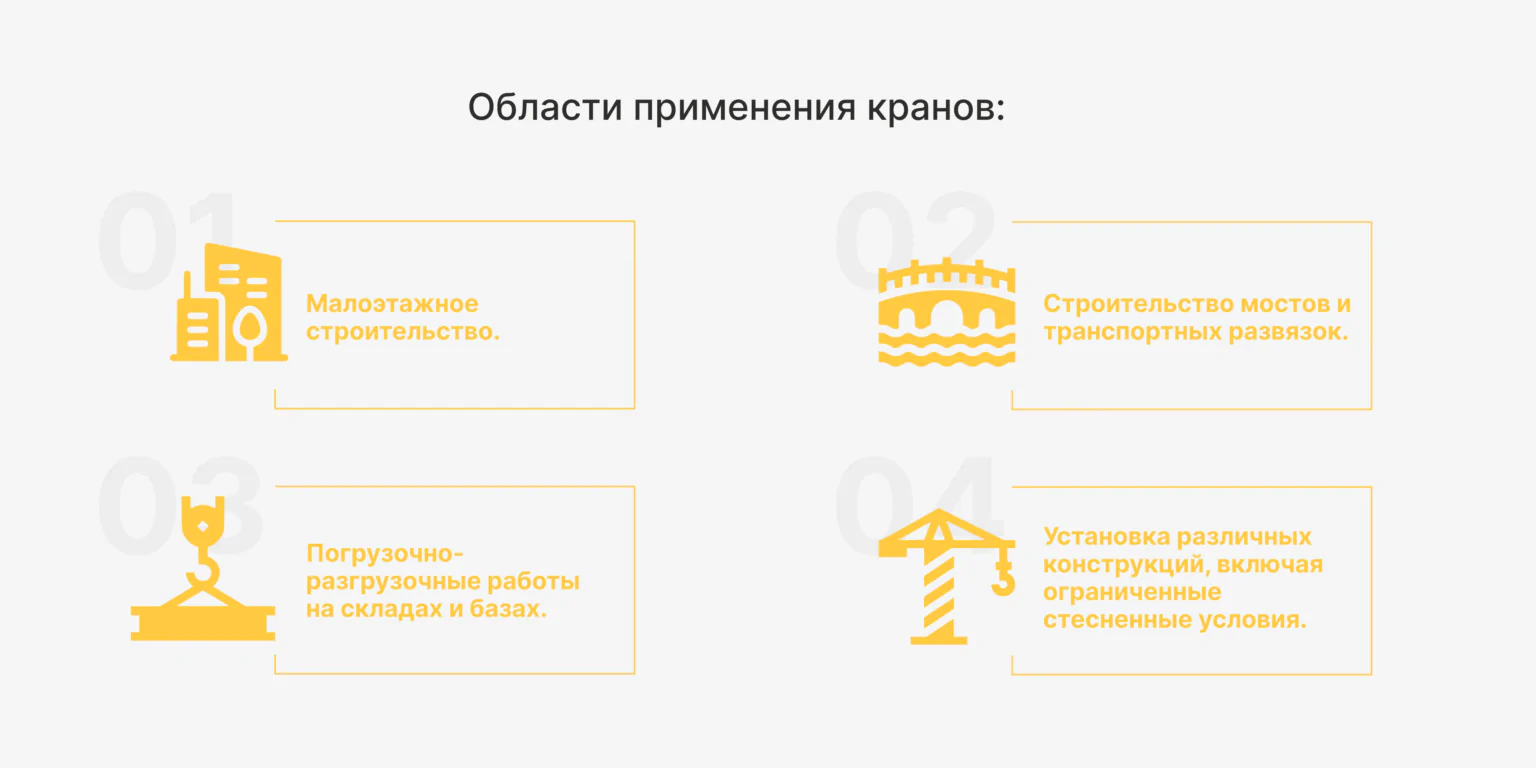 Области применения кранов:
01
Малоэтажное
строительство.
02
Строительство мостов и
транспортных развязок.
03
Погрузочно-
разгрузочные работы
на складах и базах.
04
Установка различных
конструкций, включая
ограниченные
стесненные условия.